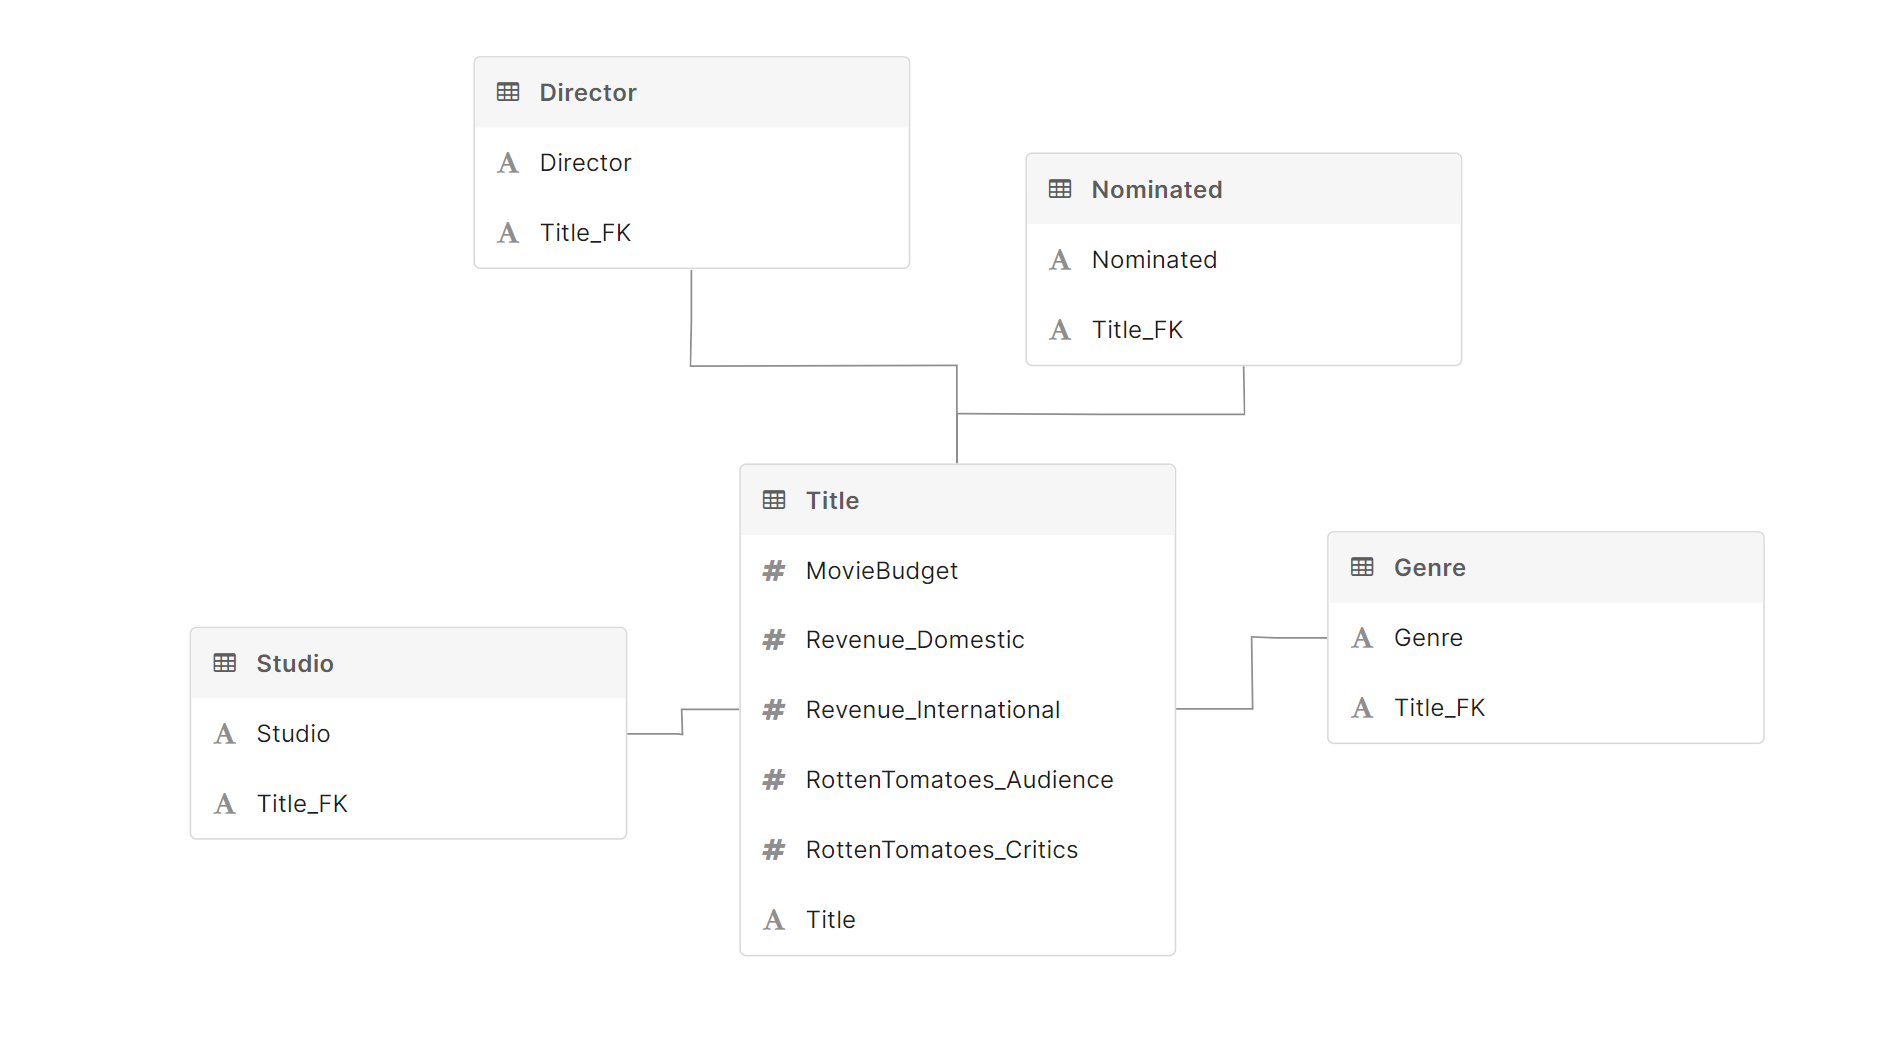 Director
Director
Title_FK
Nominated
Nominated
Title_FK
Title
MovieBudget
Revenue_Domestic
Revenue_International
RottenTomatoes_Audience
RottenTomatoes_Critics
Title
Genre
Genre
Title_FK
Studio
Studio
Title_FK